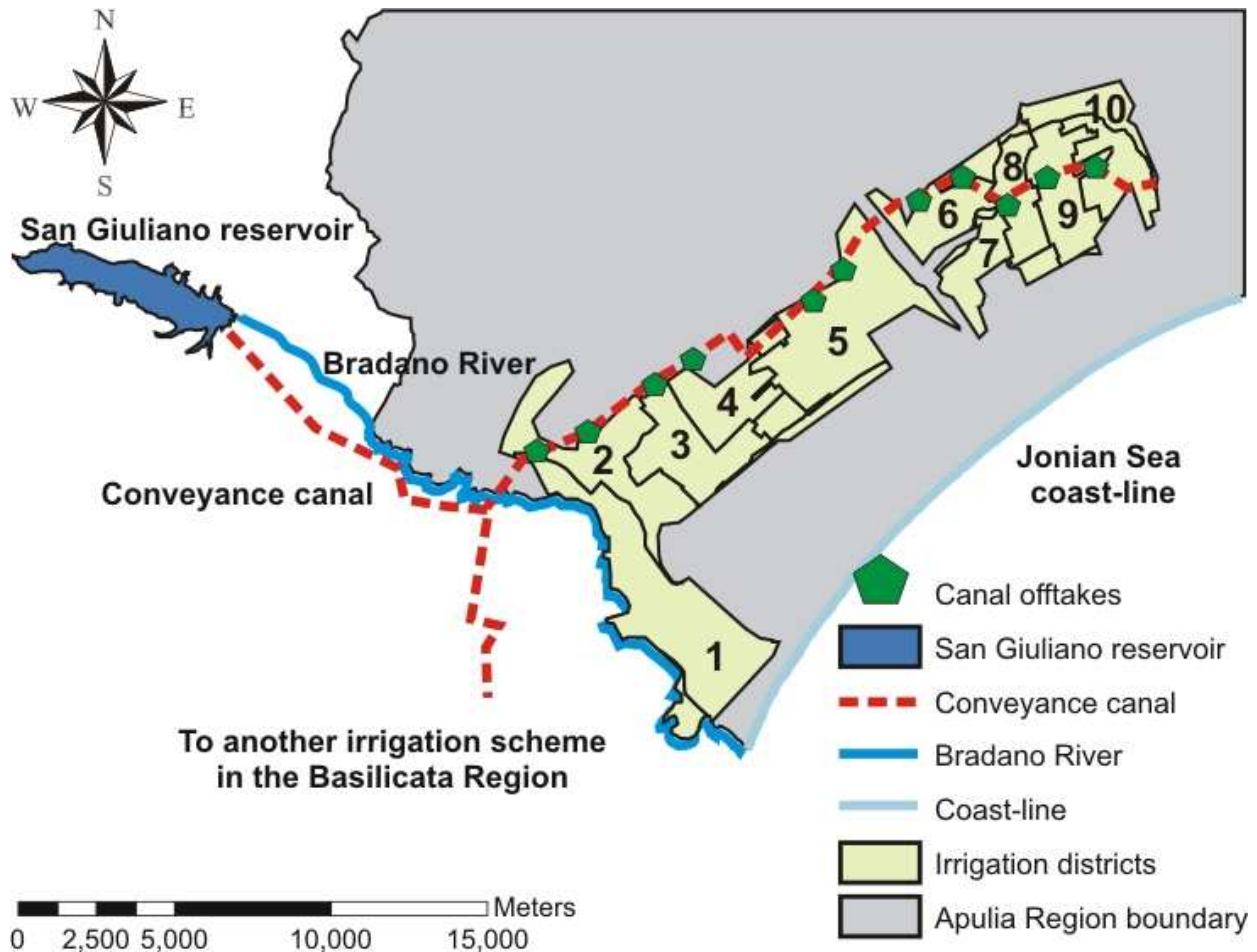 N
W
E
S
San Giuliano reservoir
Bradano River
Conveyance canal
To another irrigation scheme
in the Basilicata Region
1
2
3
4
5
6
7
8
9
10
Jonian Sea
coast-line
Canal offtakes
San Giuliano reservoir
Conveyance canal
Bradano River
Coast-line
Irrigation districts
Apulia Region boundary
Meters
0 2,500 5,000 10,000 15,000